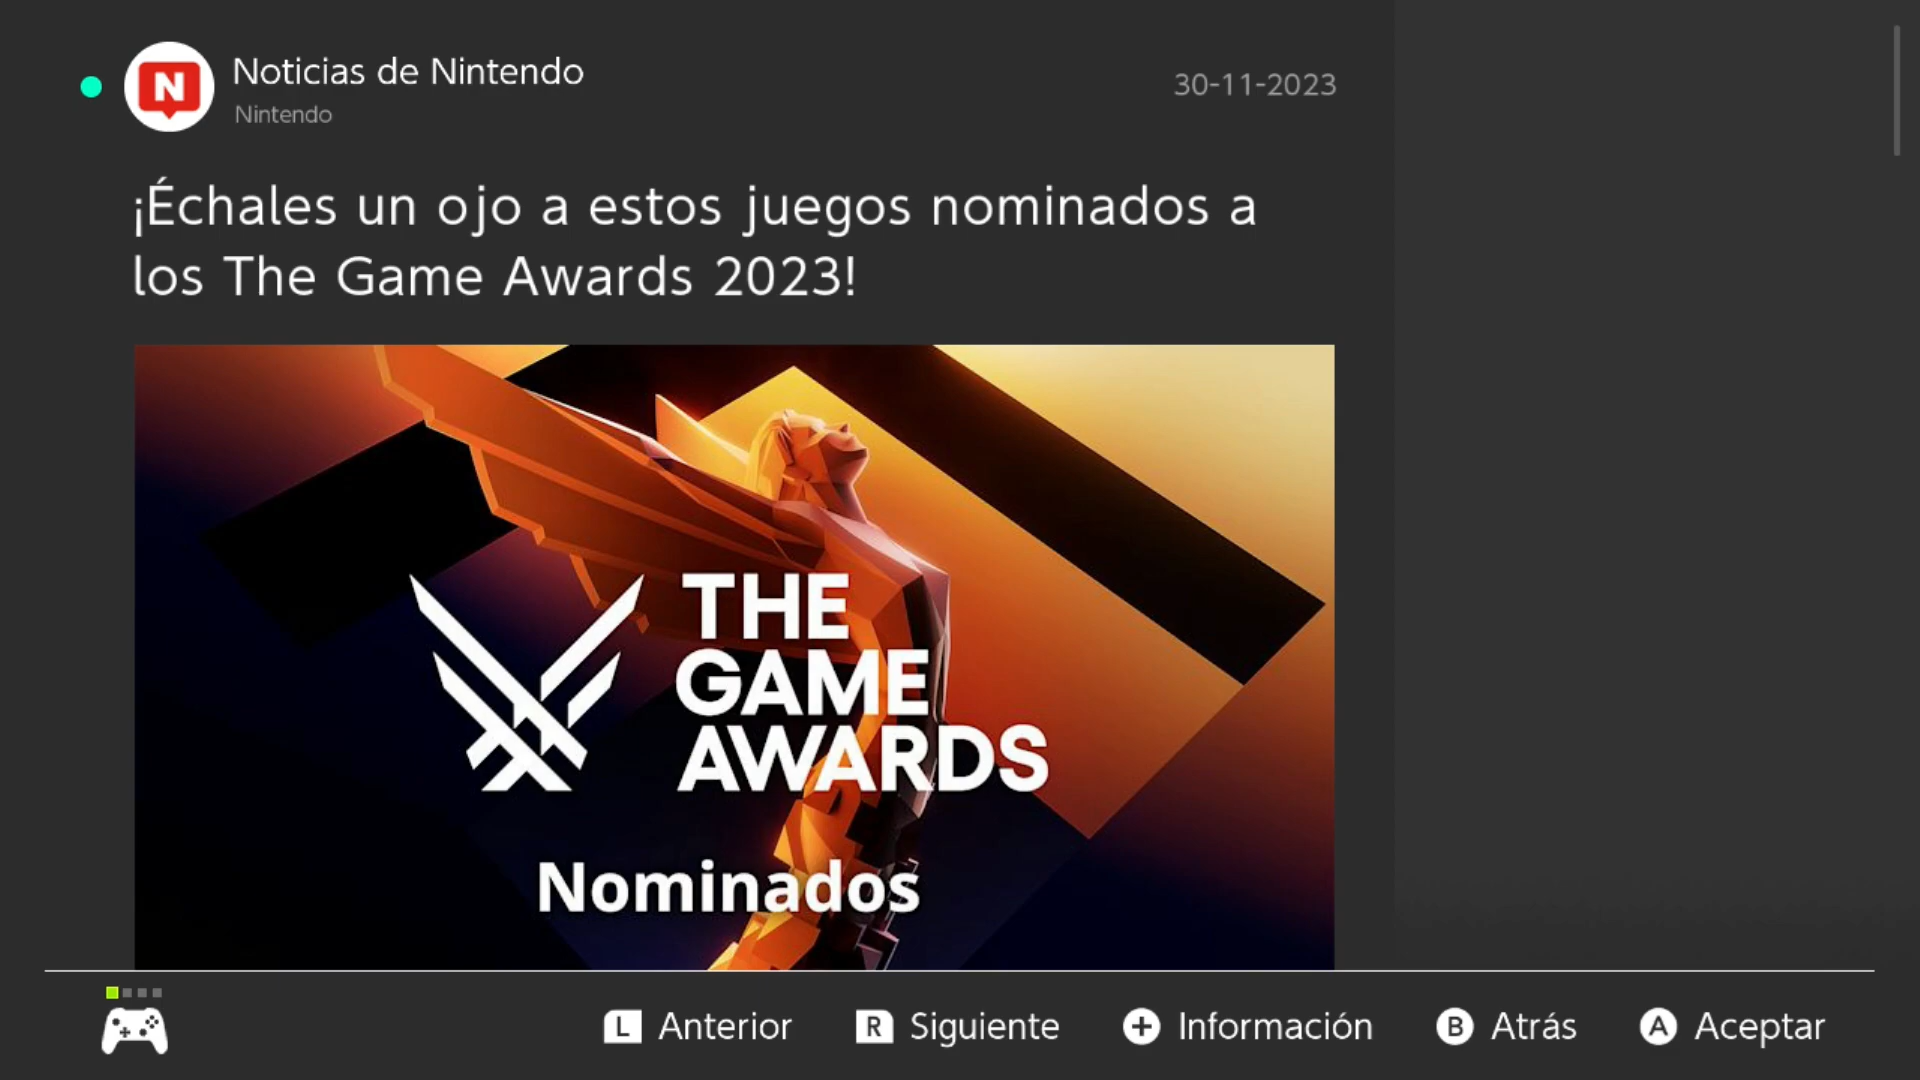 N
Noticias de Nintendo
Nintendo
30-11-2023
¡Échales un ojo a estos juegos nominados a
los The Game Awards 2023!
THE
GAME
AWARDS
Nominados
L Anterior
R Siguiente
+ Información
B Atrás
A Aceptar